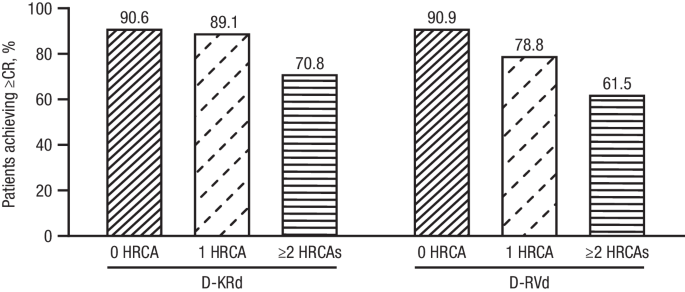 Patients achieving ≥CR, %
100
80
60
40
20
0
90.6
89.1
70.8
90.9
78.8
61.5
0 HRCA
1 HRCA
≥2 HRCAs
0 HRCA
1 HRCA
≥2 HRCAs
D-KRd
D-RVd